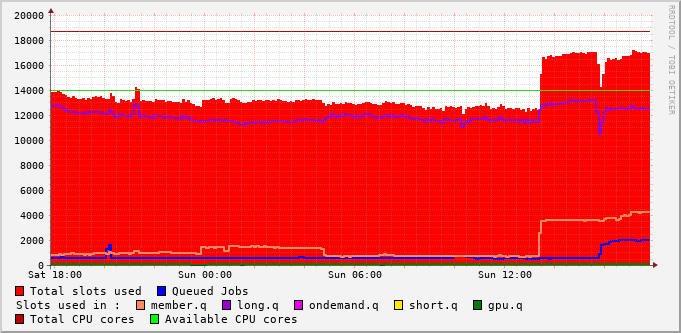 20000
18000
16000
14000
12000
10000
8000
6000
4000
2000
0
Sat 18:00 Sun 00:00 Sun 06:00 Sun 12:00
RRDTOOL / TOBI OETIKER
Total slots used Queued Jobs
Slots used in : member.q long.q ondemand.q short.q gpu.q
Total CPU cores Available CPU cores